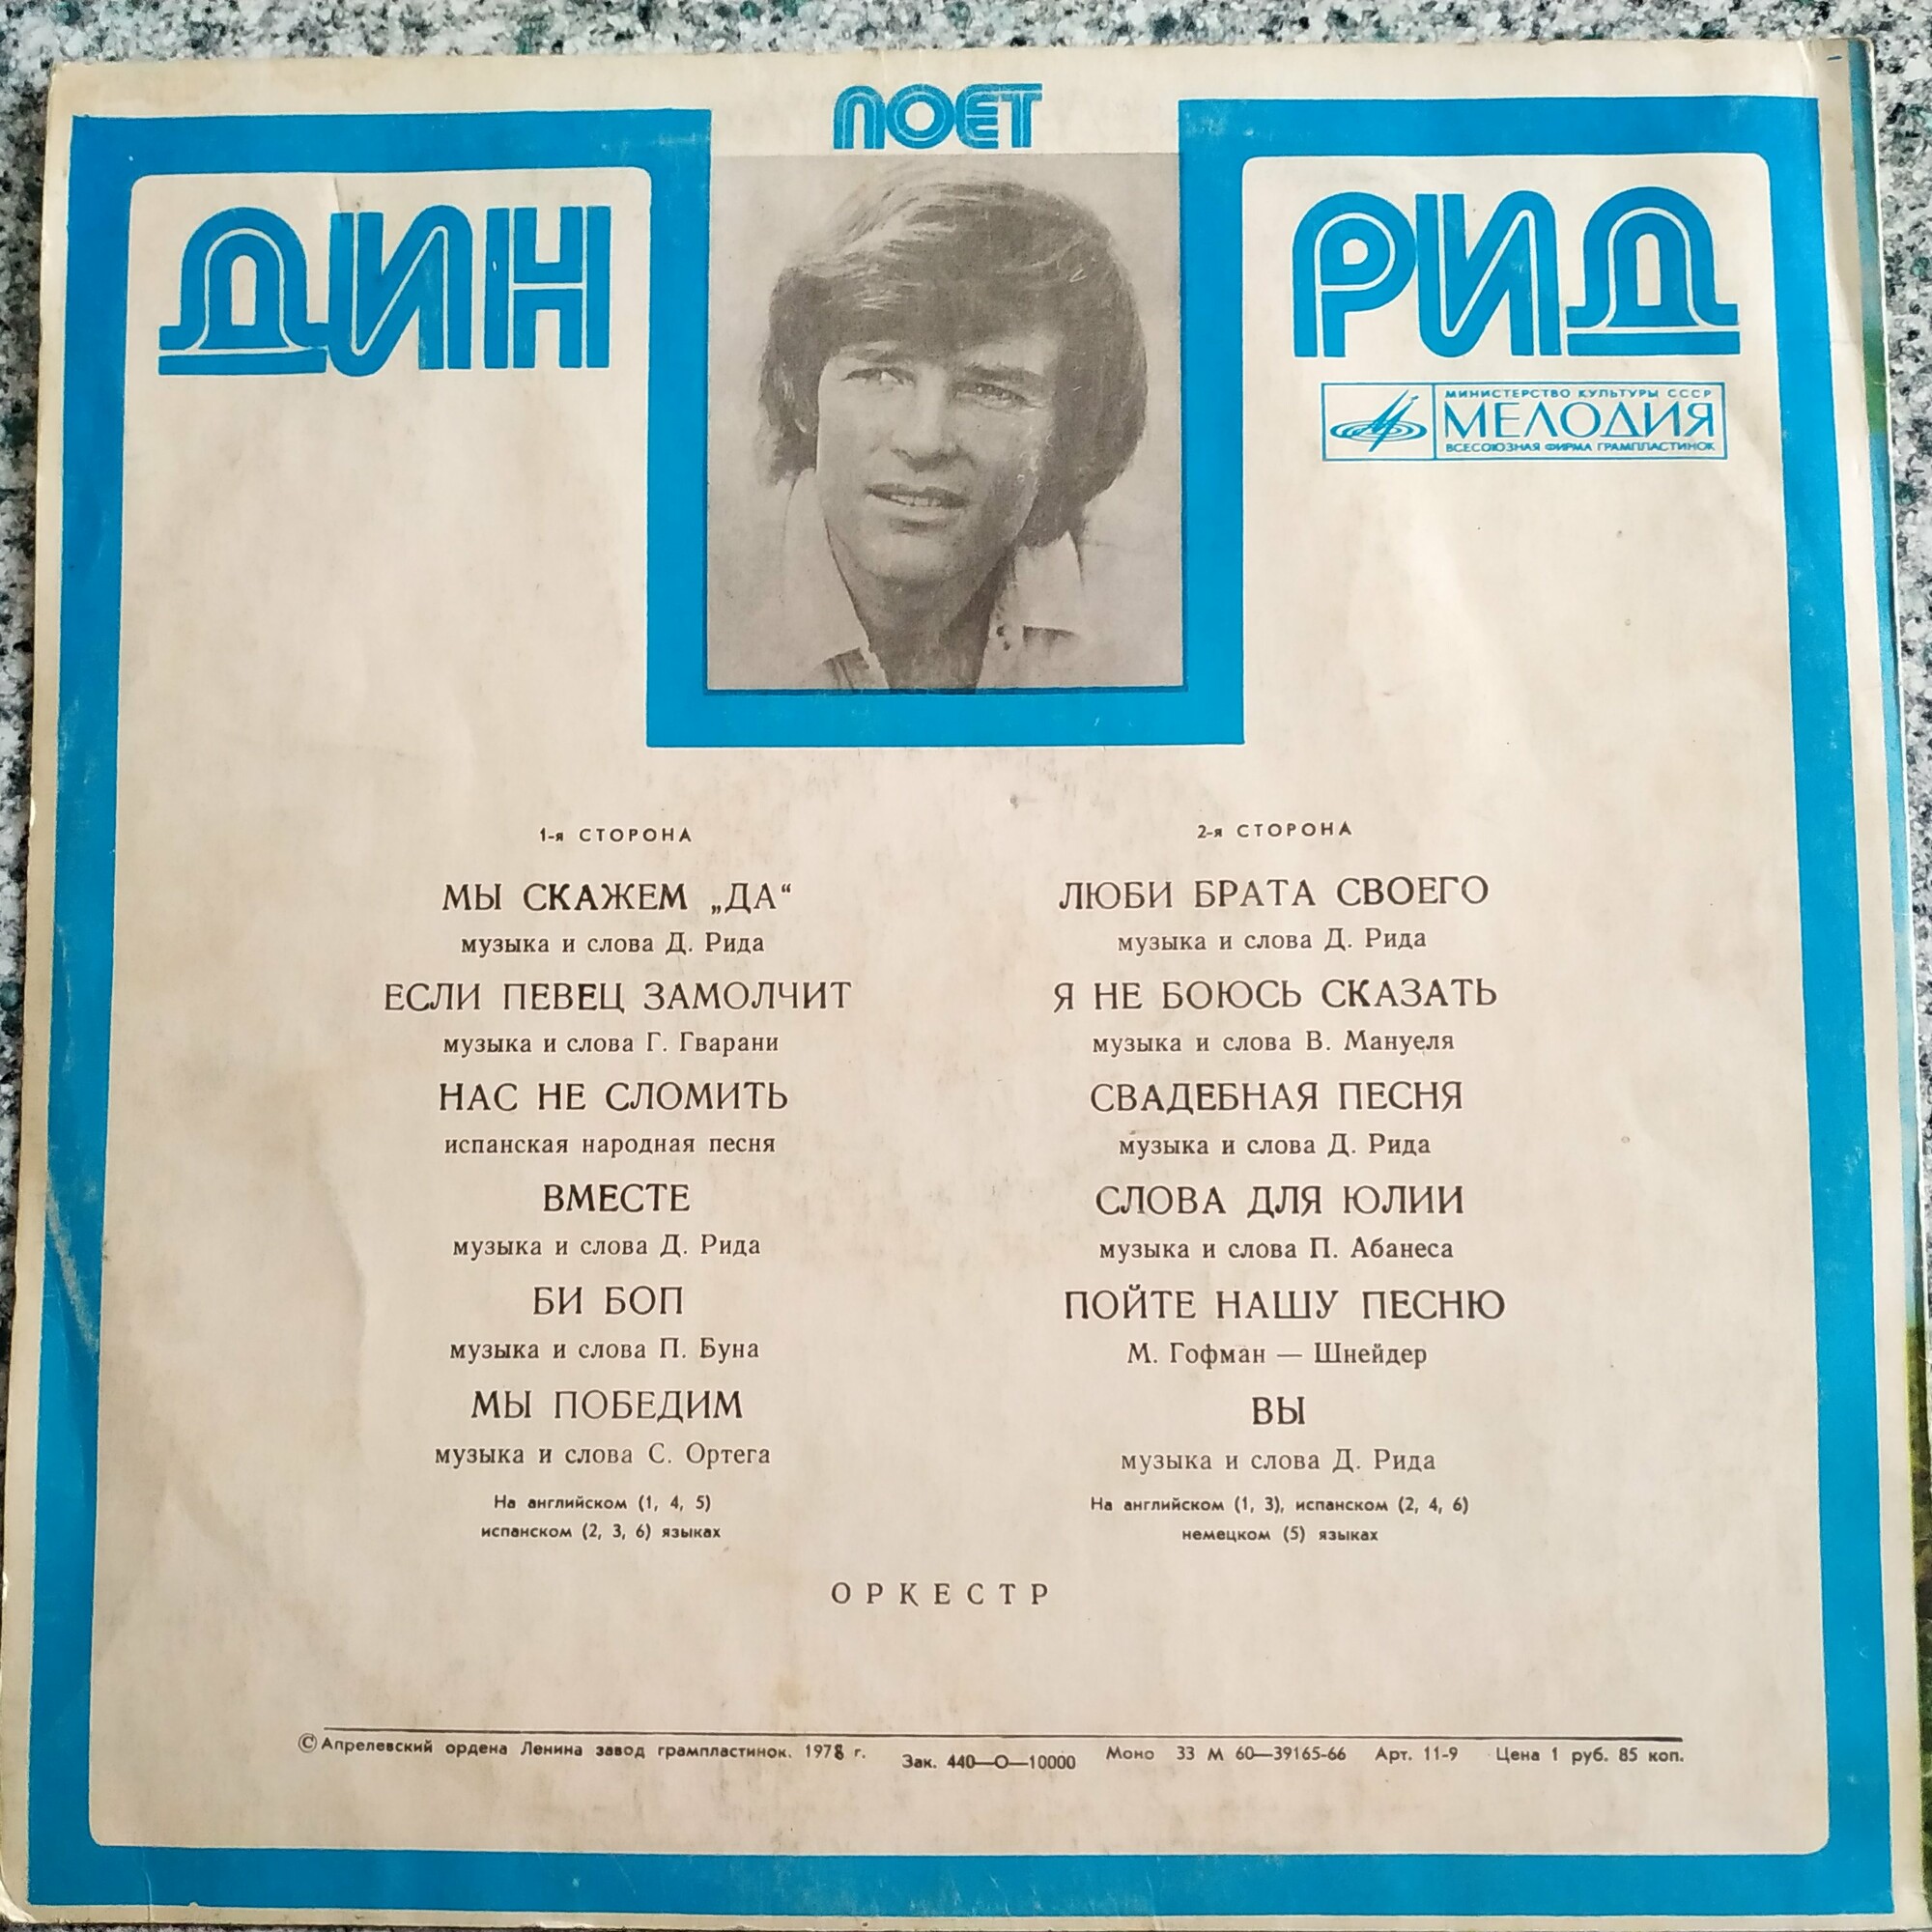 ПОЕТ
ДИН
РИД
МИНИСТЕРСТВО КУЛЬТУРЫ СССР
МЕЛОДИЯ
ВСЕСОЮЗНАЯ ФИРМА ГРАМПЛАСТИНОК
1-я СТОРОНА
МЫ СКАЖЕМ „ДА“
музыка и слова Д. Рида
ЕСЛИ ПЕВЕЦ ЗАМОЛЧИТ
музыка и слова Г. Гварани
НАС НЕ СЛОМИТЬ
испанская народная песня
ВМЕСТЕ
музыка и слова Д. Рида
БИ БОП
музыка и слова П. Буна
МЫ ПОБЕДИМ
музыка и слова С. Ортега
На английском (1, 4, 5)
испанском (2, 3, 6) языках
2-я СТОРОНА
ЛЮБИ БРАТА СВОЕГО
музыка и слова Д. Рида
Я НЕ БОЮСЬ СКАЗАТЬ
музыка и слова В. Мануеля
СВАДЕБНАЯ ПЕСНЯ
музыка и слова Д. Рида
СЛОВА ДЛЯ ЮЛИИ
музыка и слова П. Абанеса
ПОЙТЕ НАШУ ПЕСНЮ
М. Гофман — Шнейдер
ВЫ
музыка и слова Д. Рида
На английском (1, 3), испанском (2, 4, 6)
немецком (5) языках
ОРКЕСТР
© Апрелевский ордена Ленина завод грампластинок. 1978 г. Зак. 440—О—10000 Моно 33 М 60—39165-66 Арт. 11-9 Цена 1 руб. 85 коп.